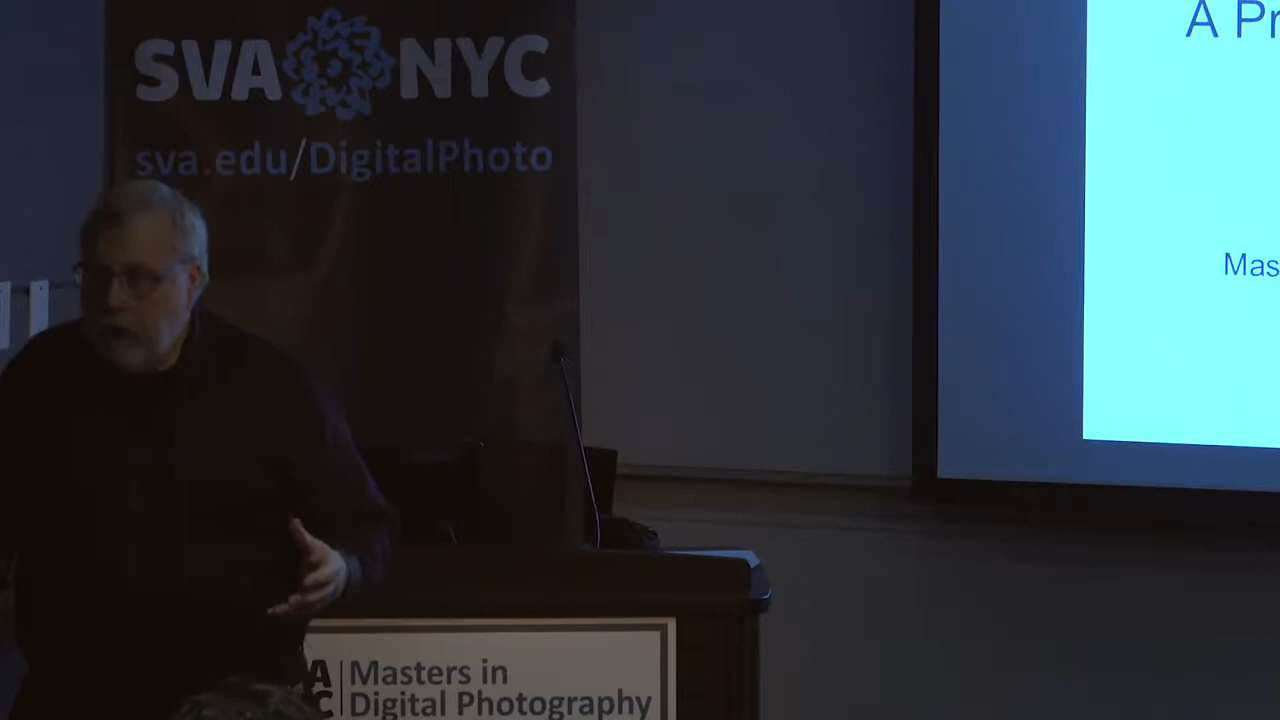 SVA NYC
sva.edu/DigitalPhoto
A Pr
Mas
A
C
Masters in
Digital Photography